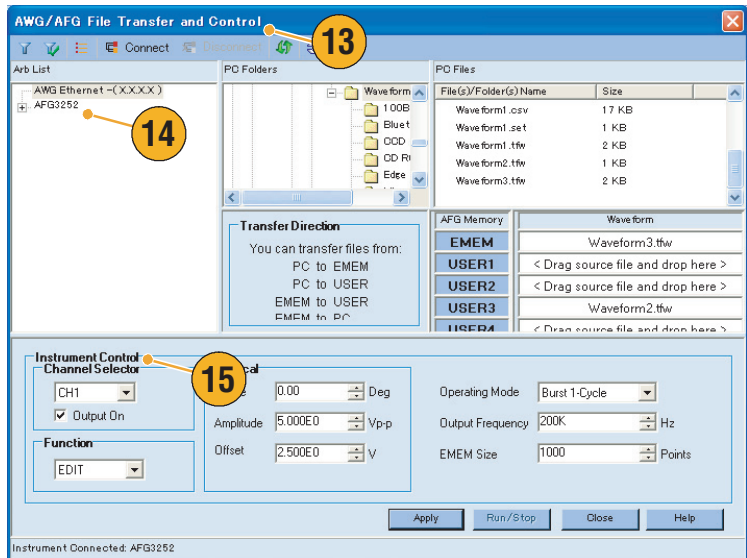 AWG/AFG File Transfer and Control
13
Connect
Disconnect
Arb List
PC Folders
PC Files
AWG Ethernet -(X.X.X.X )
AFG3252
14
Waveform
100B
Bluet
CCD
CD R
Edge
File(s)/Folder(s) Name Size
Waveform1.csv 17 KB
Waveform1.set 1 KB
Waveform1.tfw 2 KB
Waveform2.tfw 1 KB
Waveform3.tfw 2 KB
Transfer Direction
You can transfer files from:
PC to EMEM
PC to USER
EMEM to USER
EMEM to PC
AFG Memory Waveform
EMEM Waveform3.tfw
USER1 < Drag source file and drop here >
USER2 < Drag source file and drop here >
USER3 Waveform2.tfw
USER4 < Drag source file and drop here >
Instrument Control
15
Channel Selector
CH1
Output On
Function
EDIT
0.00 Deg
Amplitude 5.000E0 Vp-p
Offset 2.500E0 V
Operating Mode Burst 1-Cycle
Output Frequency 200K Hz
EMEM Size 1000 Points
Apply Run/Stop Close Help
Instrument Connected: AFG3252